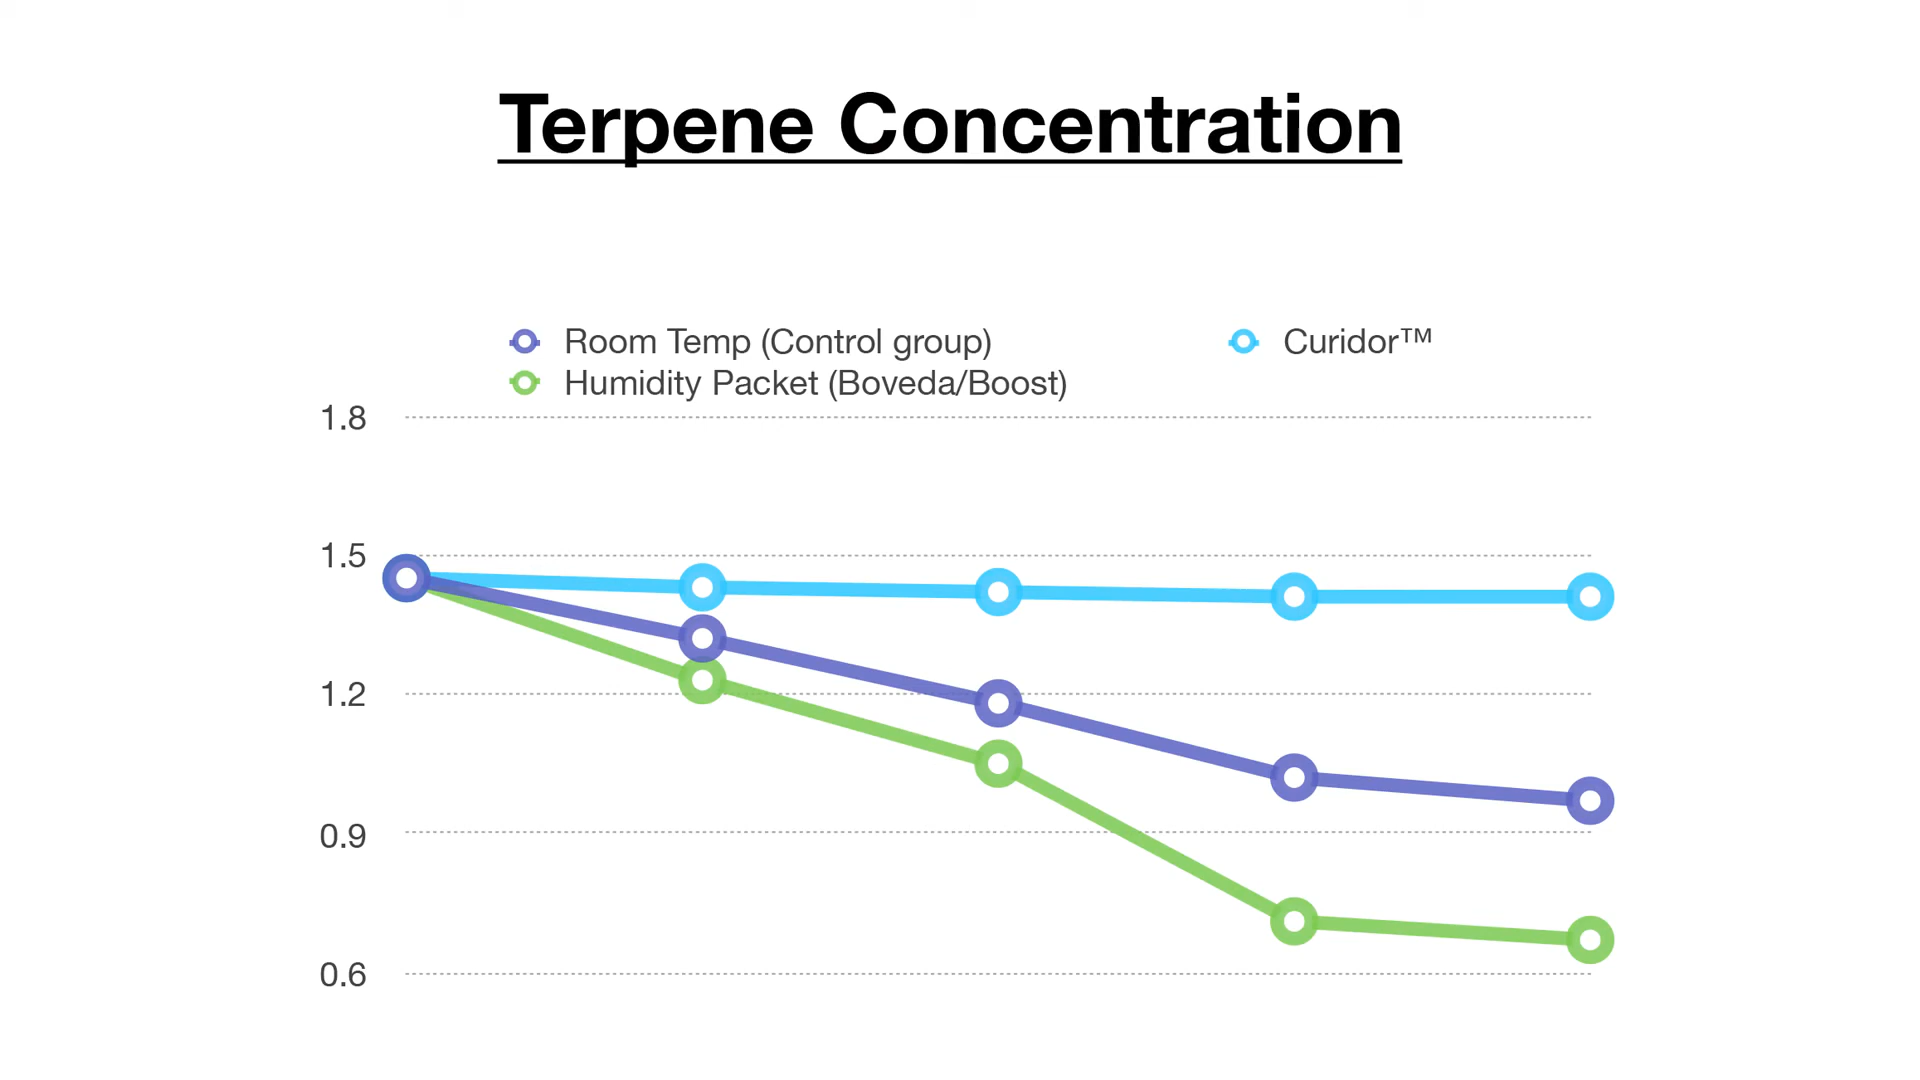 Terpene Concentration
Room Temp (Control group)
Curidor™
Humidity Packet (Boveda/Boost)
1.8
1.5
1.2
0.9
0.6